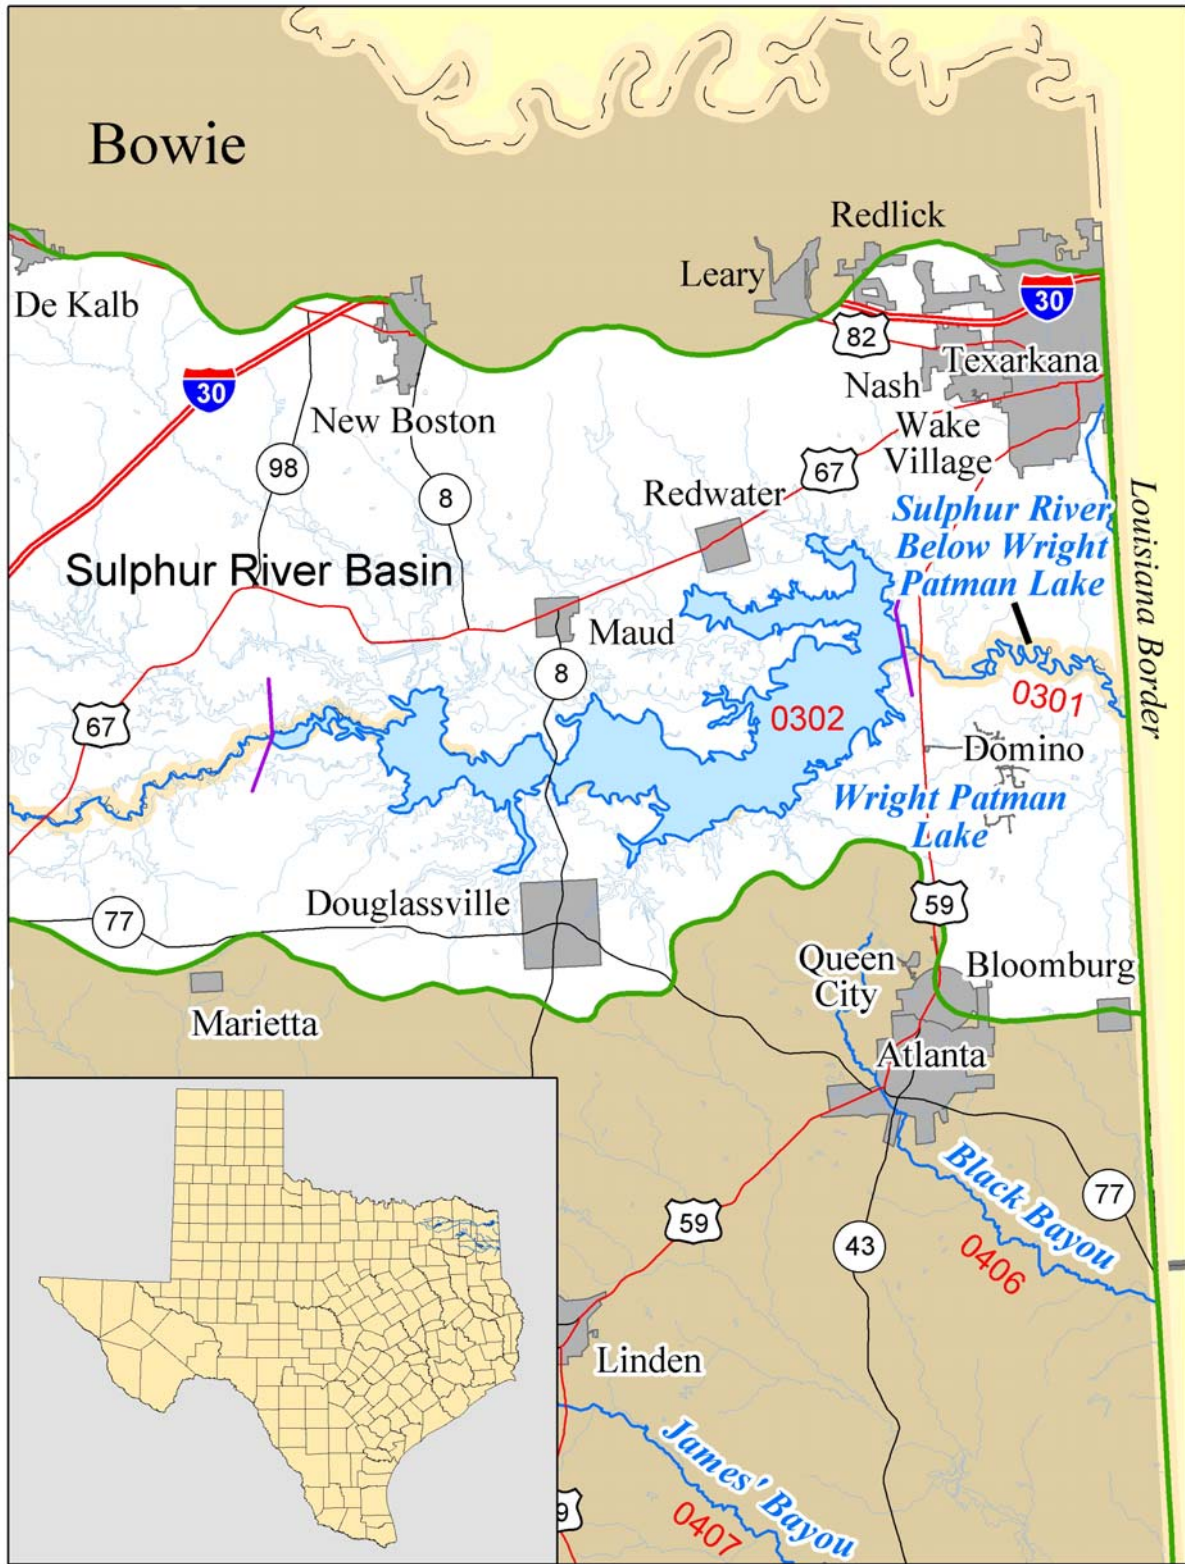 Bowie
Redlick
Leary
De Kalb
30
82
Texarkana
30
Nash
New Boston
Wake
Village
98
8
67
Redwater
Sulphur River
Below Wright
Patman Lake
Louisiana Border
Sulphur River Basin
Maud
8
0302
0301
67
Domino
Wright Patman
Lake
Douglassville
59
77
Queen
City
Bloomburg
Marietta
Atlanta
Black Bayou
77
59
43
0406
Linden
James' Bayou
9
0407